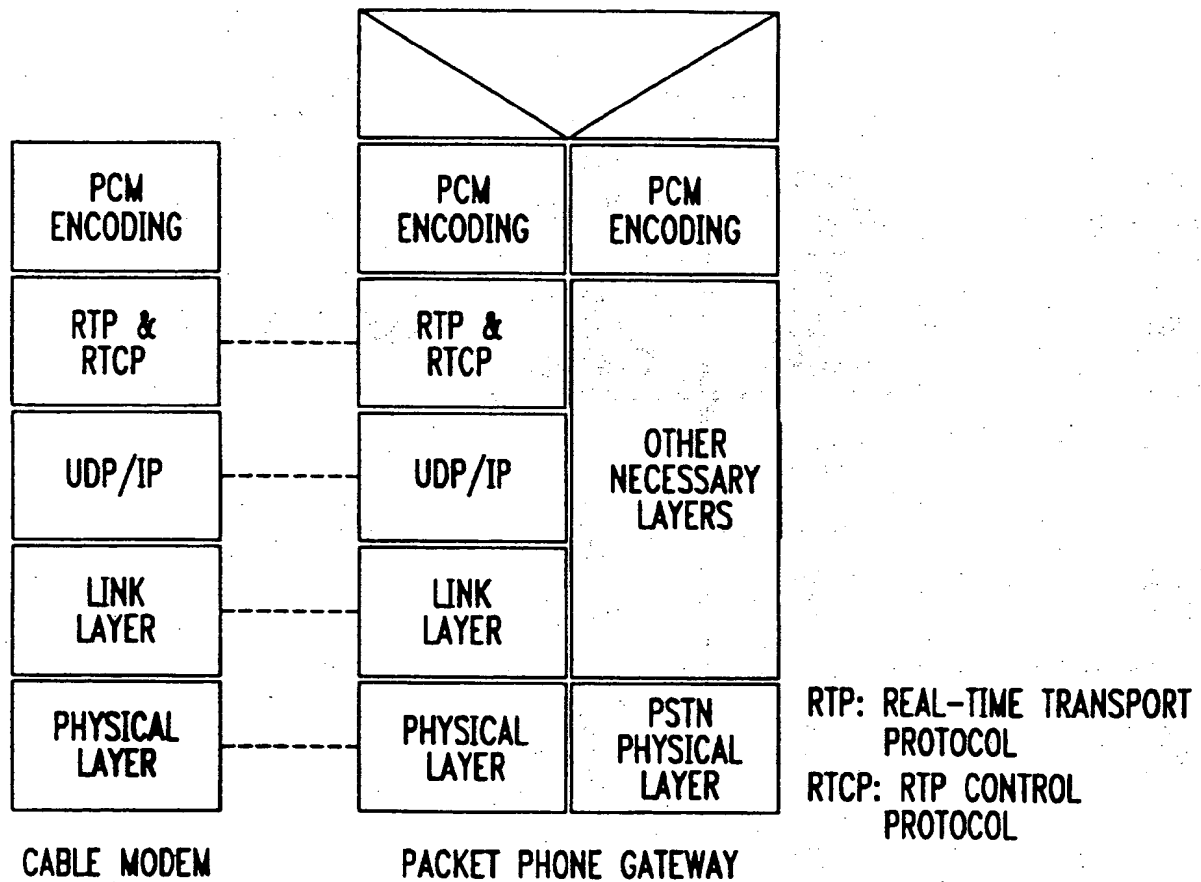 PCM
ENCODING
PCM
ENCODING
PCM
ENCODING
RTP &
RTCP
RTP &
RTCP
UDP/IP
UDP/IP
OTHER
NECESSARY
LAYERS
LINK
LAYER
LINK
LAYER
PHYSICAL
LAYER
PHYSICAL
LAYER
PSTN
PHYSICAL
LAYER
RTP: REAL-TIME TRANSPORT
PROTOCOL
RTCP: RTP CONTROL
PROTOCOL
CABLE MODEM
PACKET PHONE GATEWAY